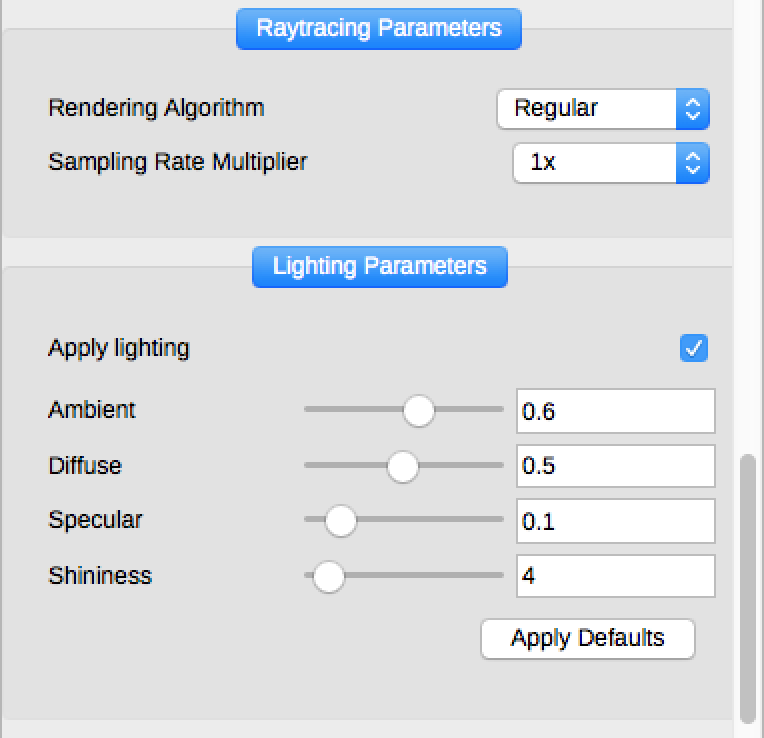 Raytracing Parameters
Rendering Algorithm Regular
Sampling Rate Multiplier 1x
Lighting Parameters
Apply lighting
Ambient 0.6
Diffuse 0.5
Specular 0.1
Shininess 4
Apply Defaults